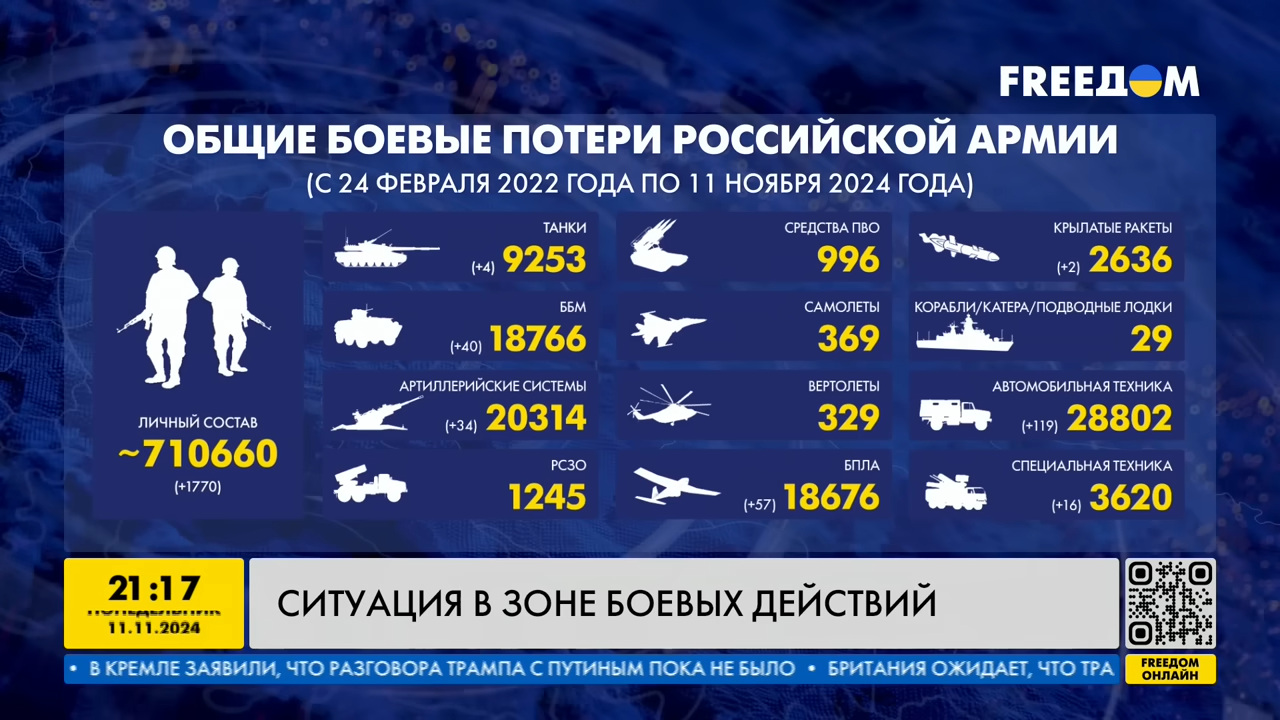 FREEДOM
ОБЩИЕ БОЕВЫЕ ПОТЕРИ РОССИЙСКОЙ АРМИИ
(С 24 ФЕВРАЛЯ 2022 ГОДА ПО 11 НОЯБРЯ 2024 ГОДА)
ЛИЧНЫЙ СОСТАВ
~710660
(+1770)
ТАНКИ
(+4) 9253
ББМ
(+40) 18766
АРТИЛЛЕРИЙСКИЕ СИСТЕМЫ
(+34) 20314
РСЗО
1245
СРЕДСТВА ПВО
996
САМОЛЕТЫ
369
ВЕРТОЛЕТЫ
329
БПЛА
(+57) 18676
КРЫЛАТЫЕ РАКЕТЫ
(+2) 2636
КОРАБЛИ/КАТЕРА/ПОДВОДНЫЕ ЛОДКИ
29
АВТОМОБИЛЬНАЯ ТЕХНИКА
(+119) 28802
СПЕЦИАЛЬНАЯ ТЕХНИКА
(+16) 3620
21:17
ПОНЕДЕЛЬНИК
11.11.2024
СИТУАЦИЯ В ЗОНЕ БОЕВЫХ ДЕЙСТВИЙ
• В КРЕМЛЕ ЗАЯВИЛИ, ЧТО РАЗГОВОРА ТРАМПА С ПУТИНЫМ ПОКА НЕ БЫЛО • БРИТАНИЯ ОЖИДАЕТ, ЧТО ТРА
FREEДOM
ОНЛАЙН